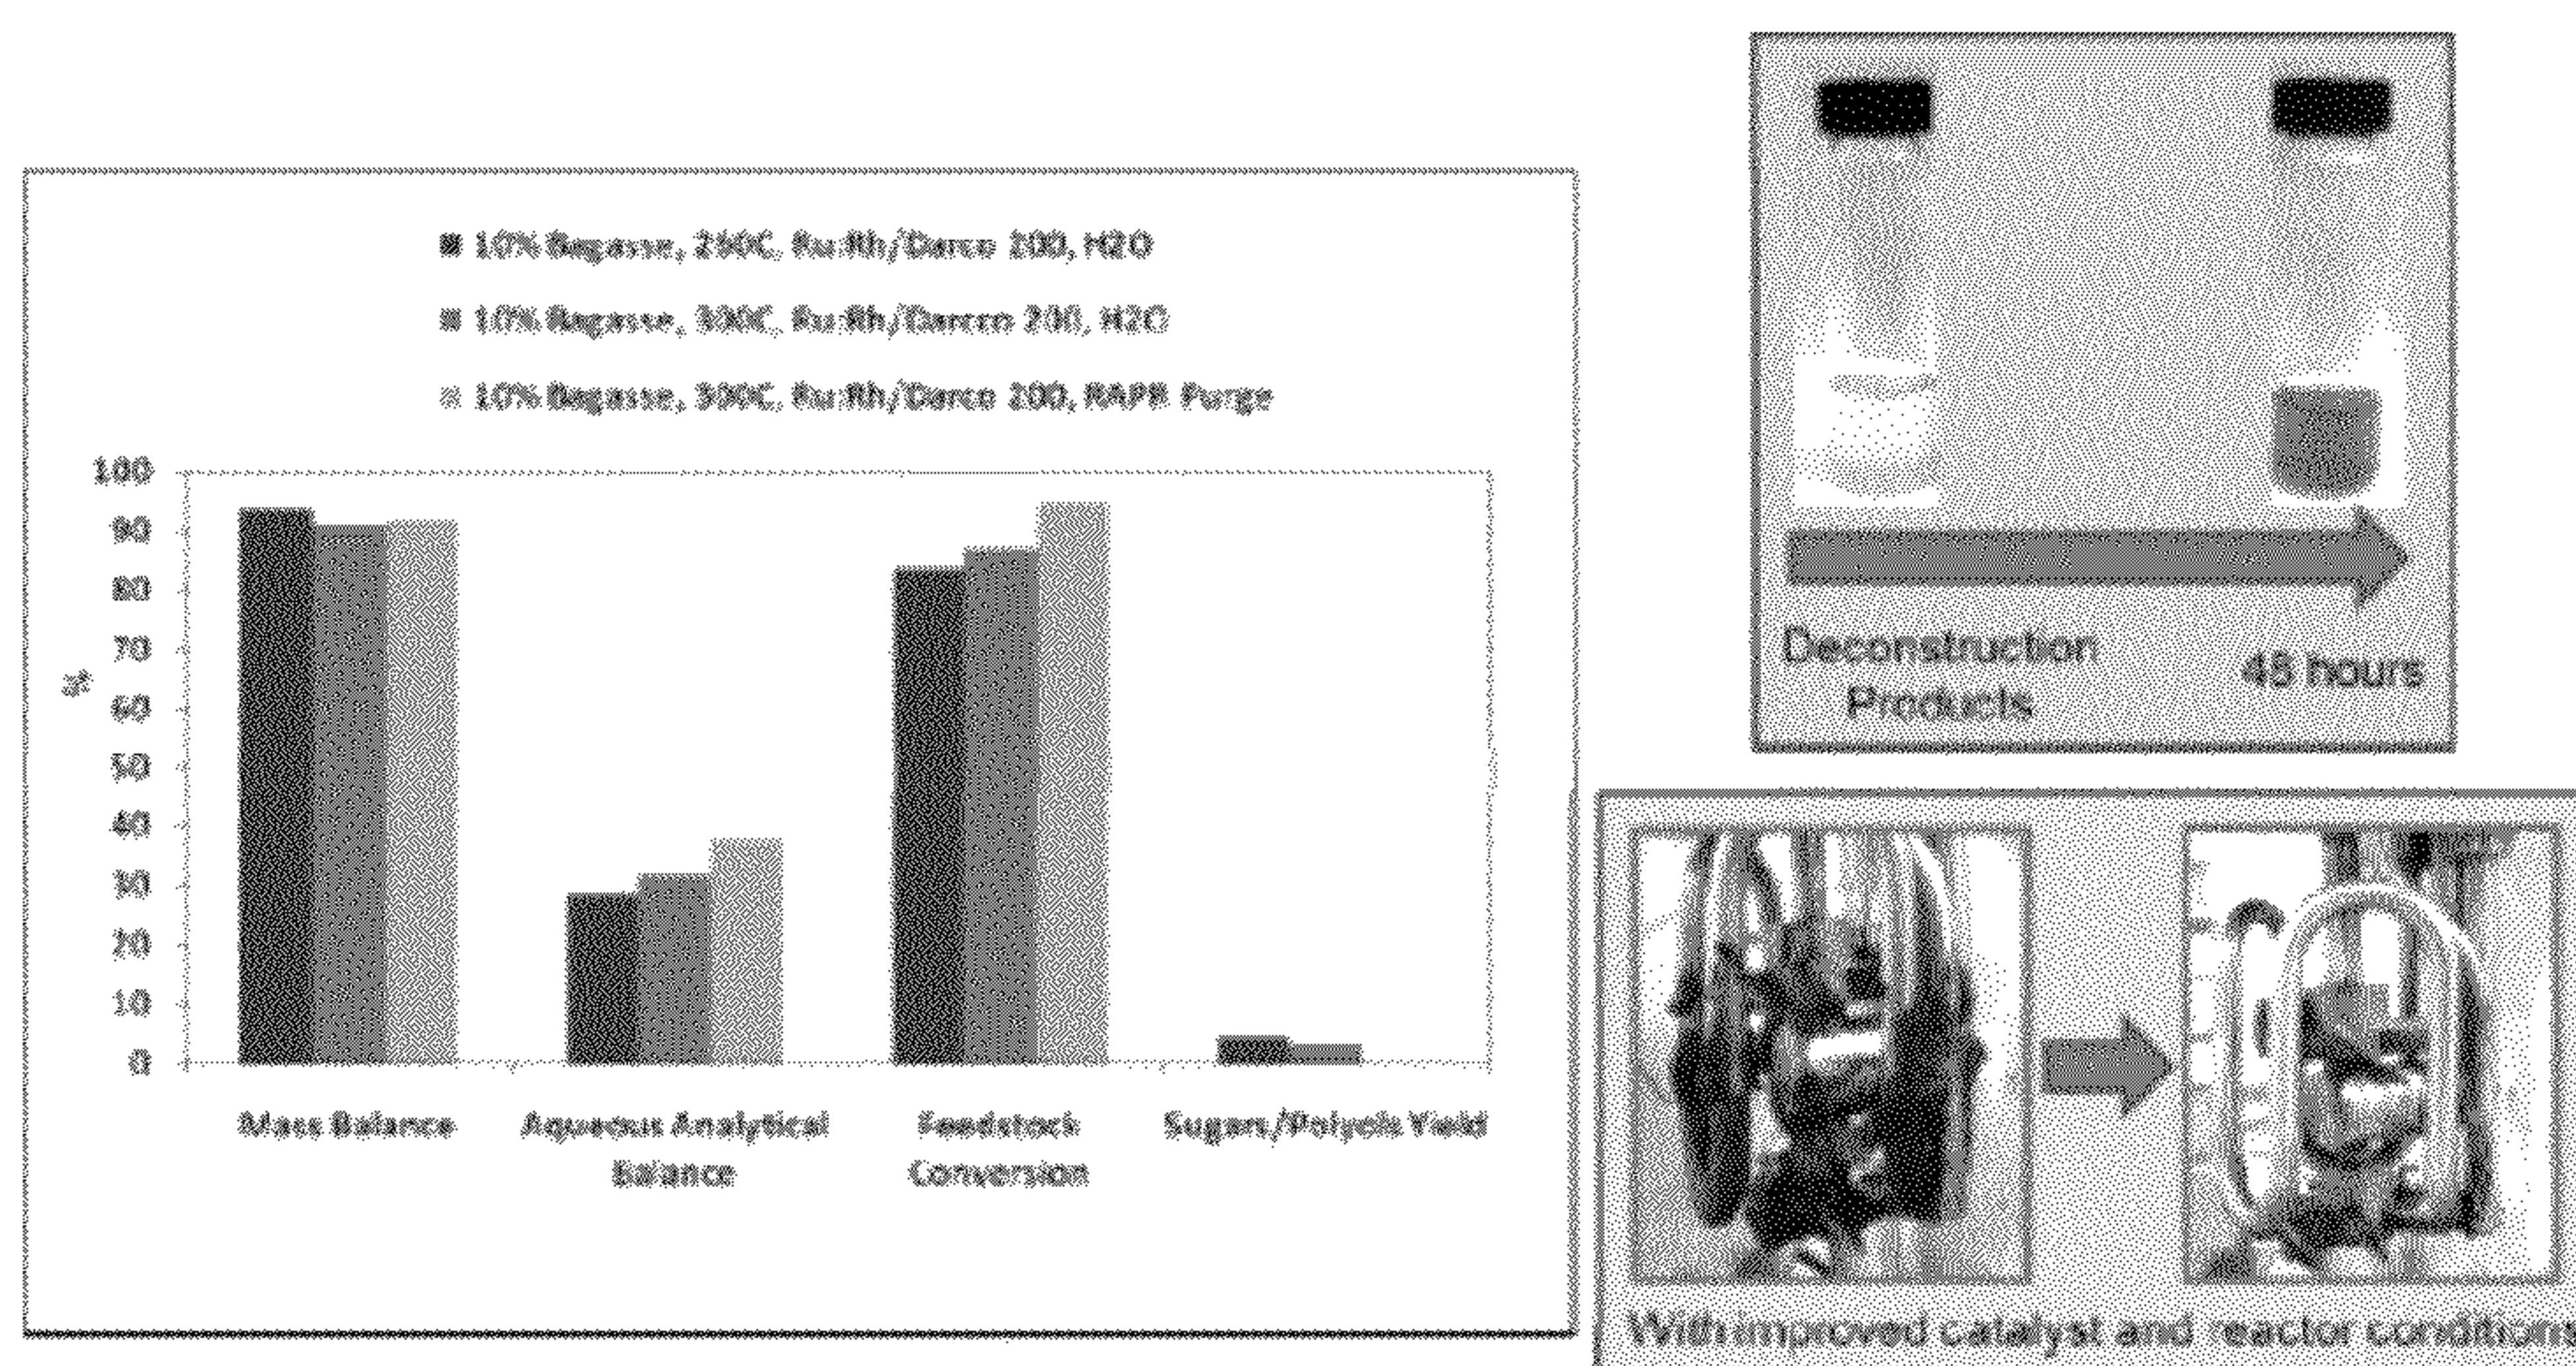 10% Bagasse, 250C, Ru:Rh/Darco 200, H2O
10% Bagasse, 300C, Ru:Rh/Darcro 200, H2O
10% Bagasse, 300C, Ru:Rh/Darco 200, RAPR Purge
100
90
80
70
60
50
40
30
20
10
0
%
Mass Balance
Aqueous Analytical
Balance
Feedstock
Conversion
Sugars/Polyols Yield
Deconstruction
Products
48 hours
With improved catalyst and reactor conditions